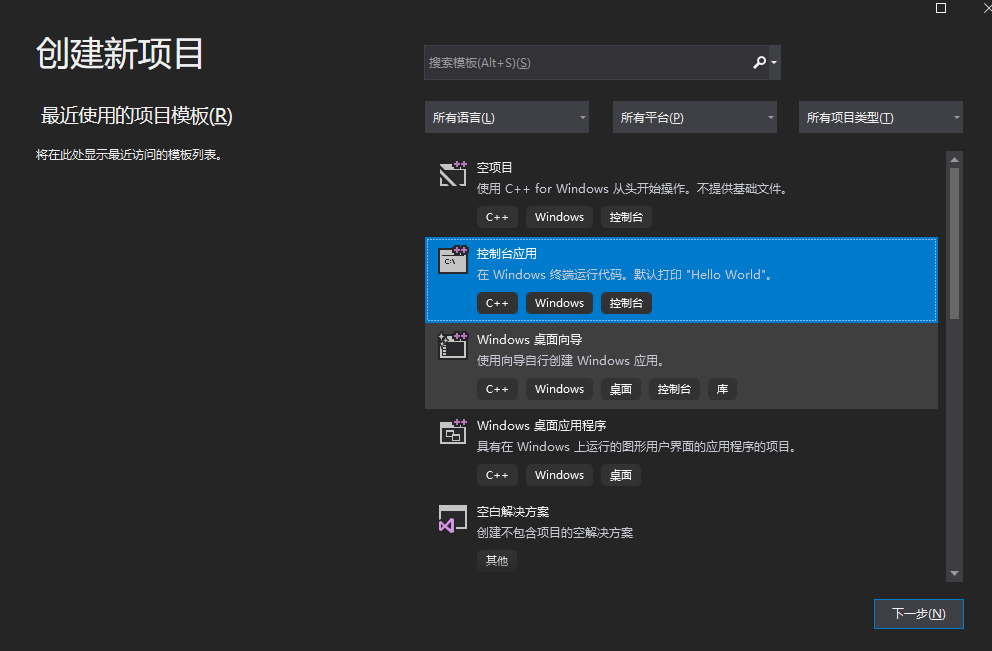 创建新项目
最近使用的项目模板(R)
将在此处显示最近访问的模板列表。
搜索模板(Alt+S)(S)
所有语言(L) 所有平台(P) 所有项目类型(T)
空项目
使用 C++ for Windows 从头开始操作。不提供基础文件。
C++ Windows 控制台
C:\
控制台应用
在 Windows 终端运行代码。默认打印 "Hello World"。
C++ Windows 控制台
Windows 桌面向导
使用向导自行创建 Windows 应用。
C++ Windows 桌面 控制台 库
Windows 桌面应用程序
具有在 Windows 上运行的图形用户界面的应用程序的项目。
C++ Windows 桌面
空白解决方案
创建不包含项目的空解决方案
其他
下一步(N)